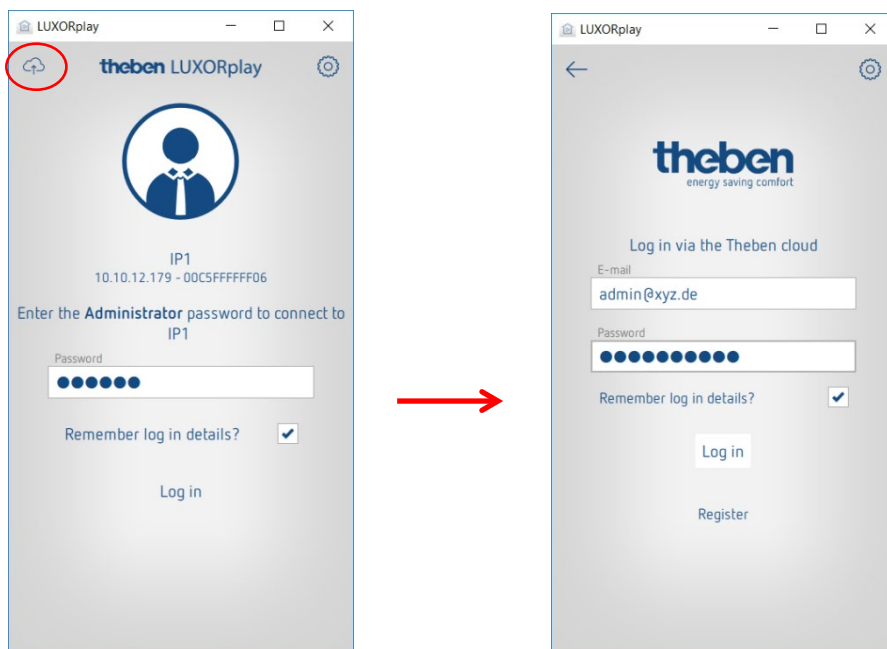 LUXORplay
theben LUXORplay
IP1
10.10.12.179 - 00C5FFFFFF06
Enter the Administrator password to connect to
IP1
Password
Remember log in details?
Log in
LUXORplay
theben
energy saving comfort
Log in via the Theben cloud
E-mail
admin@xyz.de
Password
Remember log in details?
Log in
Register